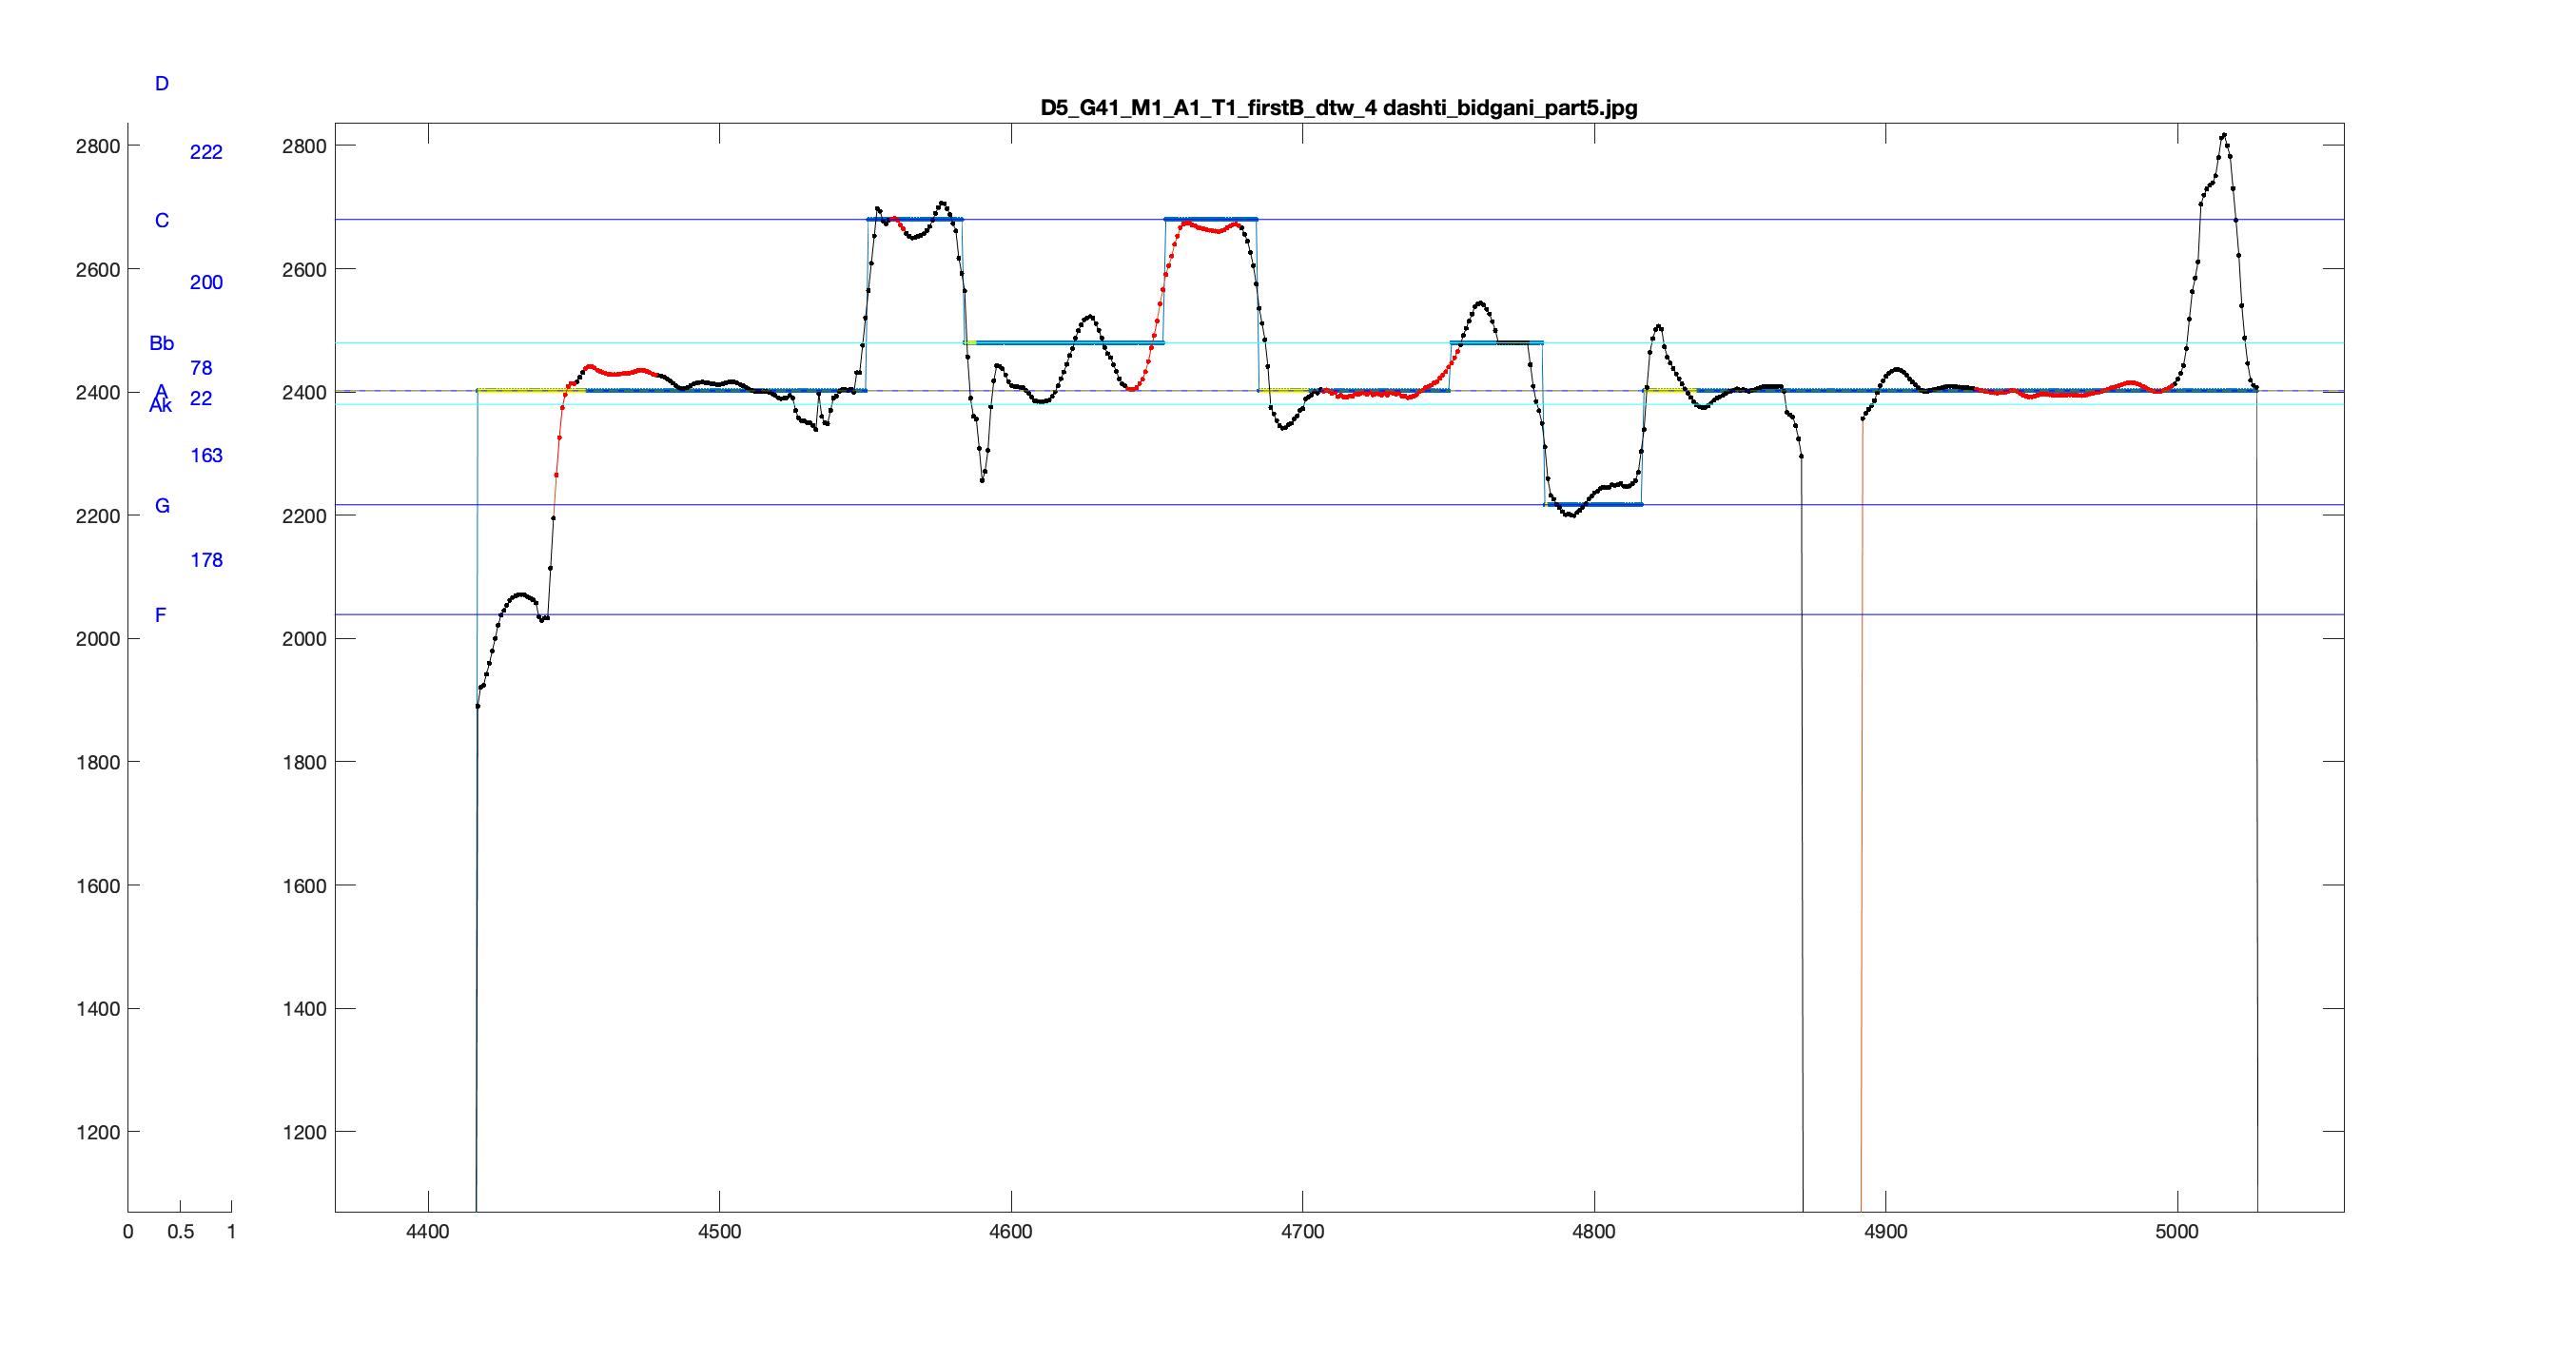 D
D5_G41_M1_A1_T1_firstB_dtw_4 dashti_bidgani_part5.jpg
2800 222 2800
C
2600 200 2600
Bb
78
2400 A 22 2400
Ak
163
G
2200 2200
178
F
2000 2000
1800 1800
1600 1600
1400 1400
1200 1200
0 0.5 1 4400 4500 4600 4700 4800 4900 5000